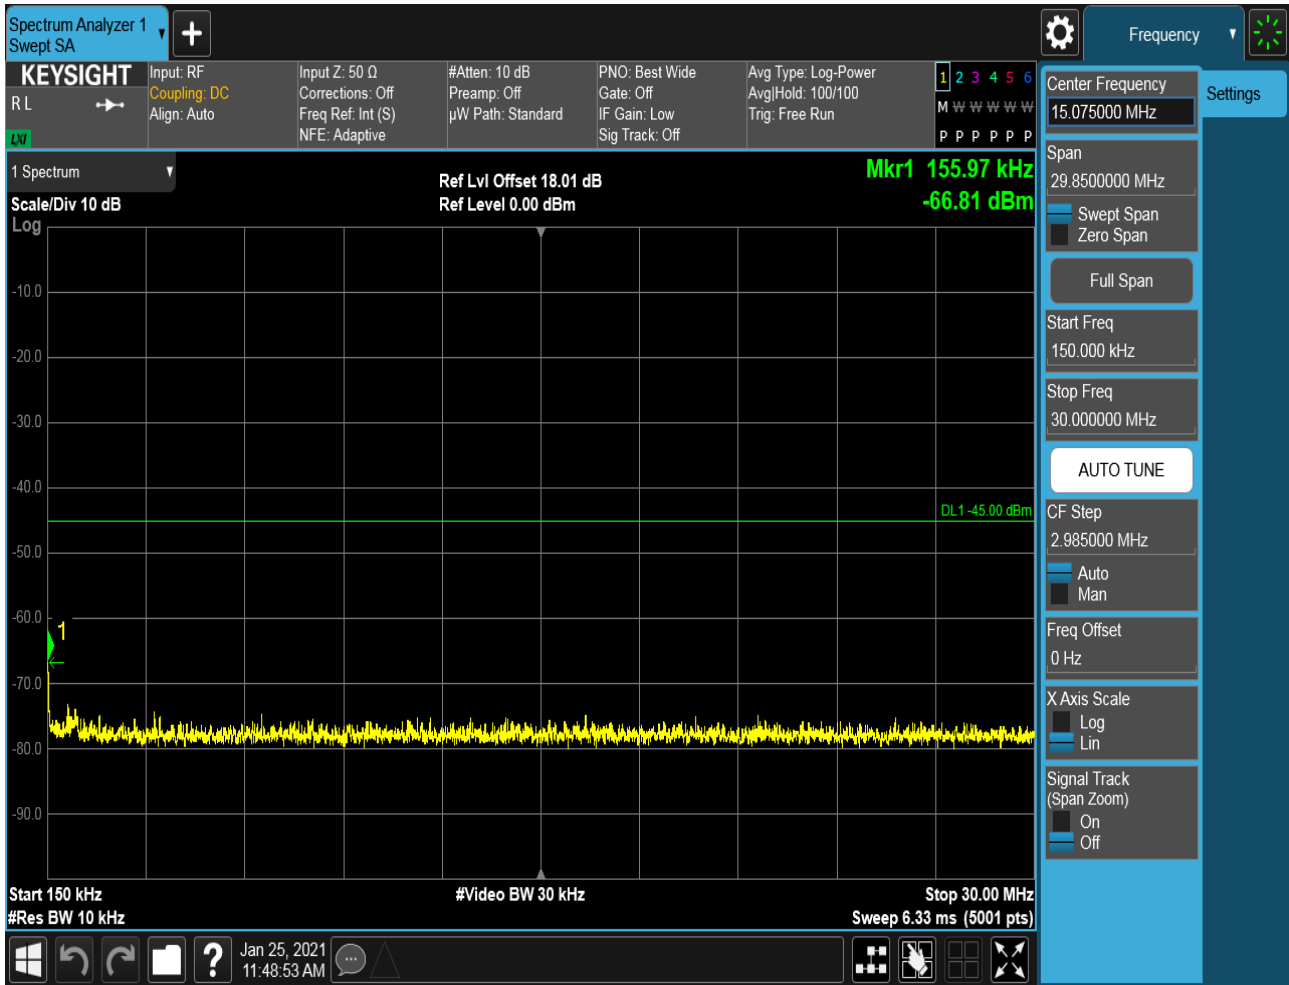 Spectrum Analyzer 1
Swept SA
+
Frequency
KEYSIGHT
R L
LXI
Input: RF
Coupling: DC
Align: Auto
Input Z: 50 Ω
Corrections: Off
Freq Ref: Int (S)
NFE: Adaptive
#Atten: 10 dB
Preamp: Off
µW Path: Standard
PNO: Best Wide
Gate: Off
IF Gain: Low
Sig Track: Off
Avg Type: Log-Power
Avg|Hold: 100/100
Trig: Free Run
1 2 3 4 5 6
M W W W W W
P P P P P P
1 Spectrum
Scale/Div 10 dB
Log
Ref Lvl Offset 18.01 dB
Ref Level 0.00 dBm
Mkr1 155.97 kHz
-66.81 dBm
-10.0
-20.0
-30.0
-40.0
DL1 -45.00 dBm
-50.0
-60.0
1
-70.0
-80.0
-90.0
Start 150 kHz
#Video BW 30 kHz
Stop 30.00 MHz
#Res BW 10 kHz
Sweep 6.33 ms (5001 pts)
?
Jan 25, 2021
11:48:53 AM
Center Frequency
15.075000 MHz
Settings
Span
29.8500000 MHz
Swept Span
Zero Span
Full Span
Start Freq
150.000 kHz
Stop Freq
30.000000 MHz
AUTO TUNE
CF Step
2.985000 MHz
Auto
Man
Freq Offset
0 Hz
X Axis Scale
Log
Lin
Signal Track
(Span Zoom)
On
Off